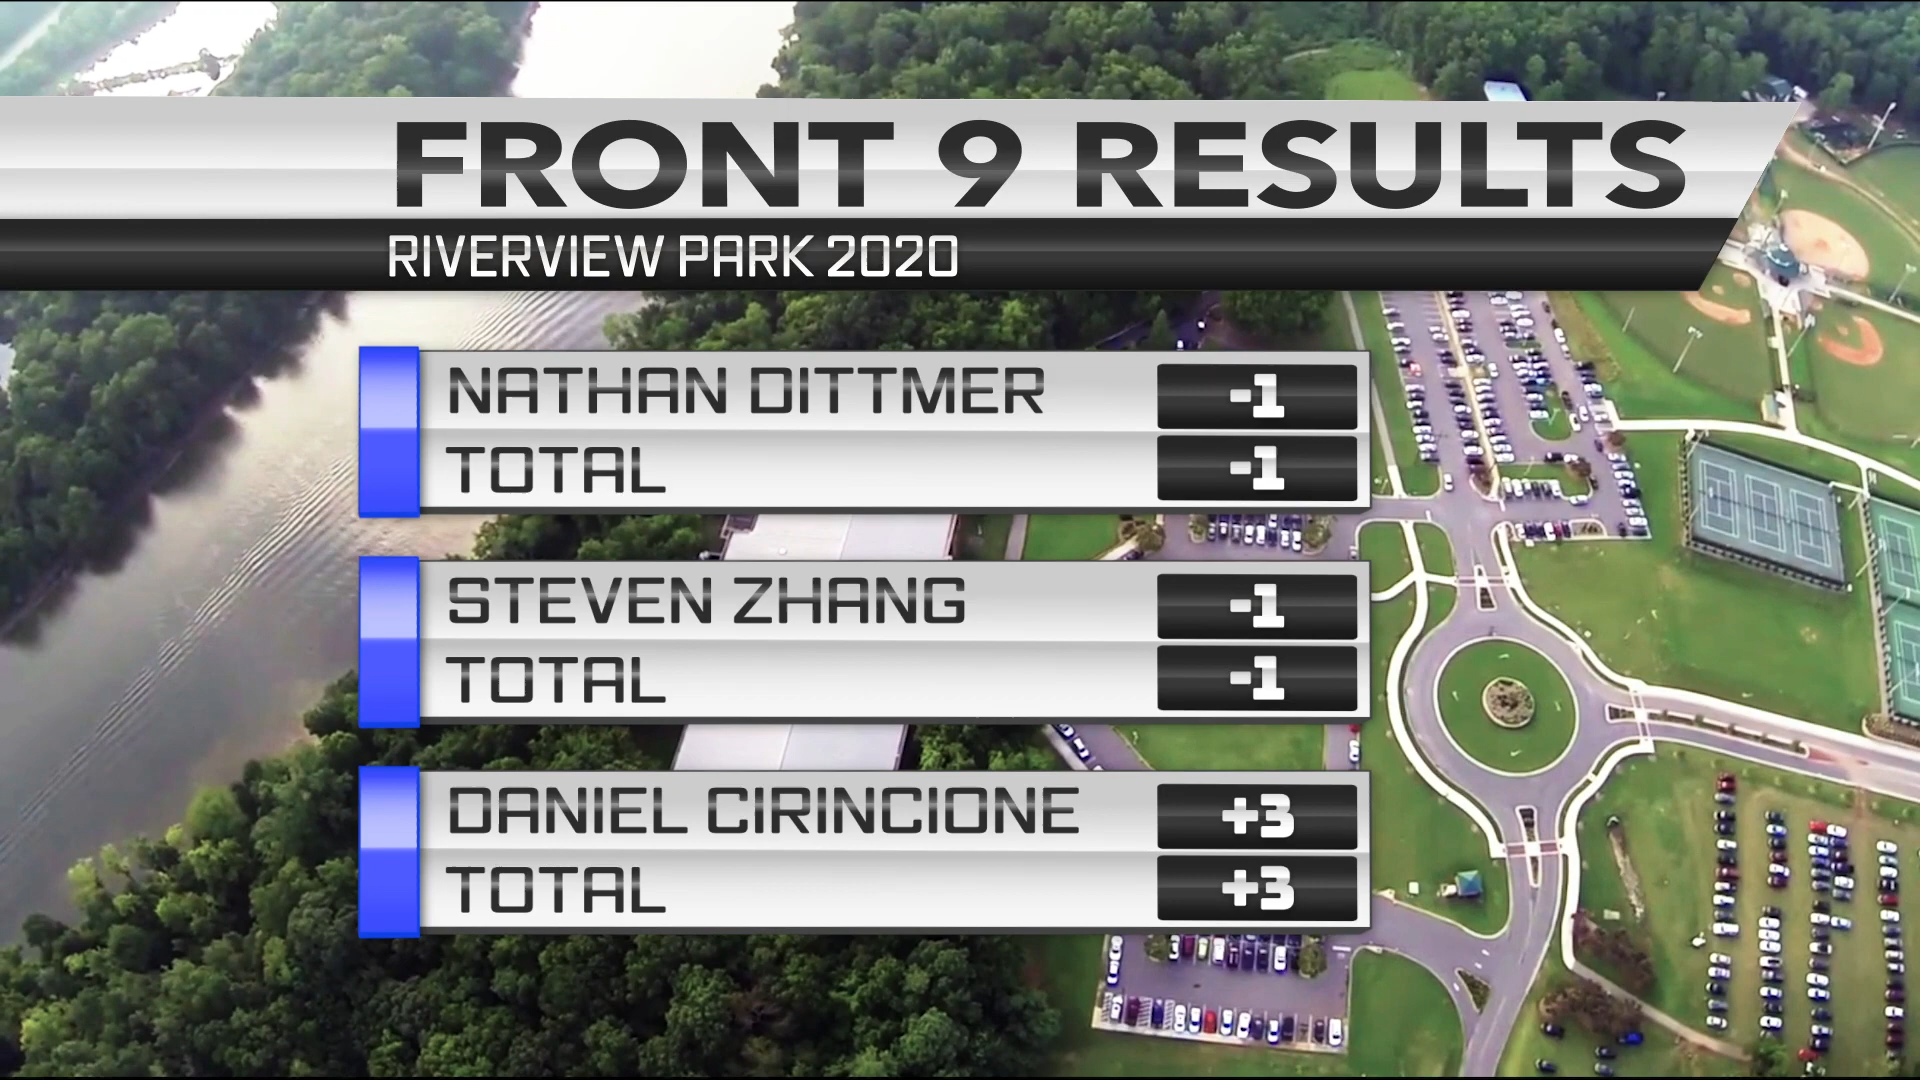 FRONT 9 RESULTS
RIVERVIEW PARK 2020
NATHAN DITTMER -1
TOTAL -1
STEVEN ZHANG -1
TOTAL -1
DANIEL CIRINCIONE +3
TOTAL +3